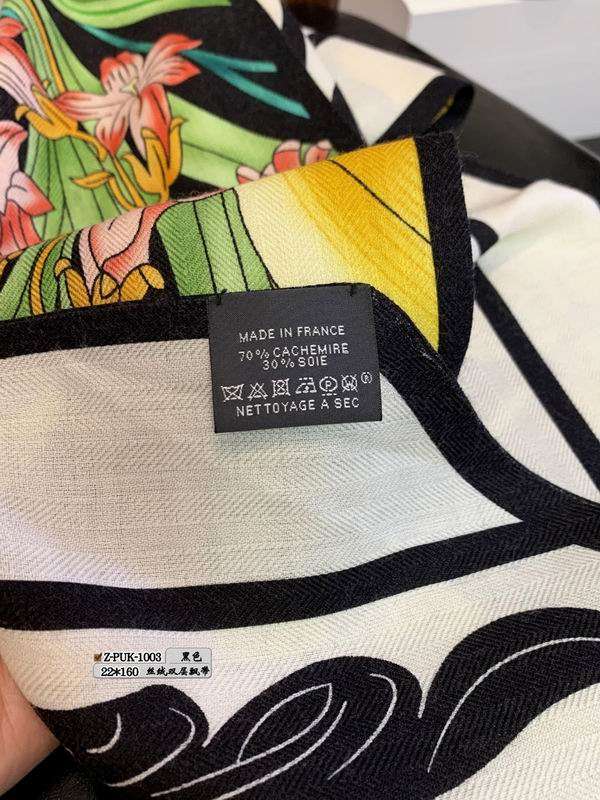 MADE IN FRANCE
70% CACHEMIRE
30% SOIE
NETTOYAGE A SEC
Z-PUK-1003 黑色
22*160 丝绒双层飘带